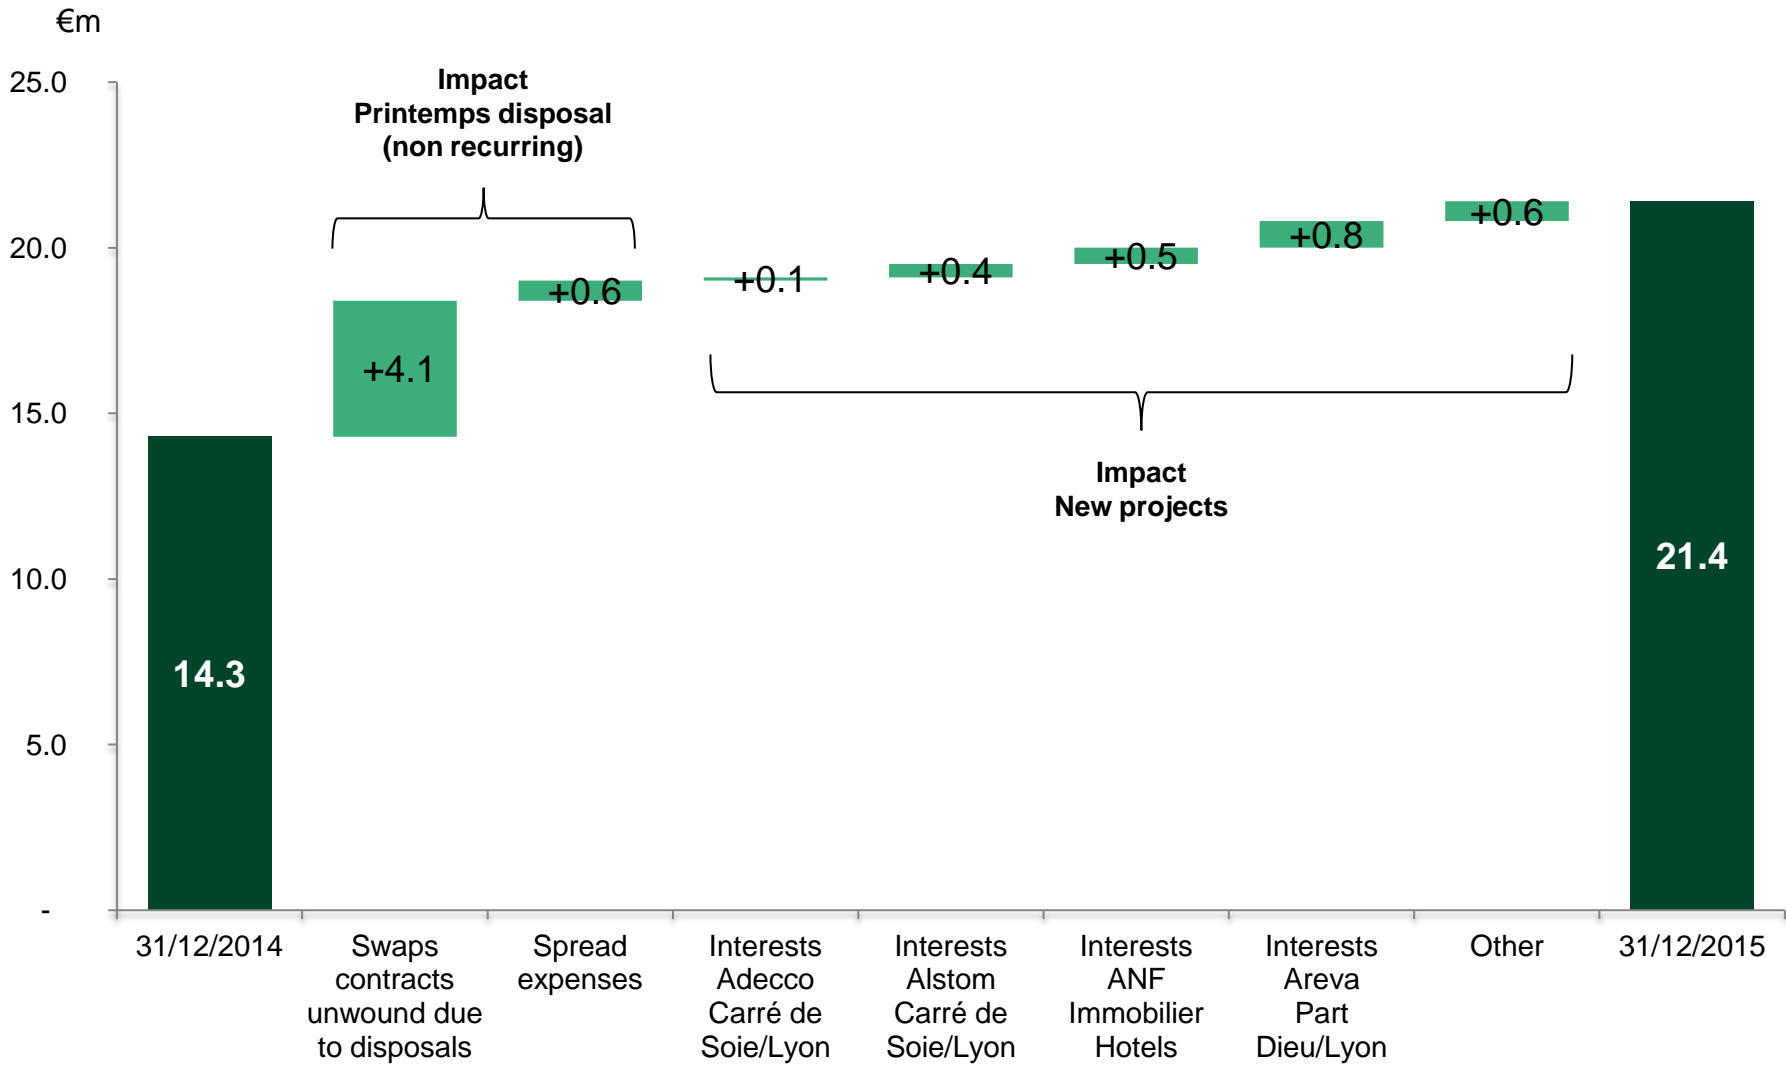 €m
25.0
20.0
15.0
10.0
5.0
-
Impact
Printemps disposal
(non recurring)
14.3
+4.1
+0.6
+0.1
+0.4
+0.5
+0.8
+0.6
21.4
Impact
New projects
31/12/2014
Swaps
contracts
unwound due
to disposals
Spread
expenses
Interests
Adecco
Carré de
Soie/Lyon
Interests
Alstom
Carré de
Soie/Lyon
Interests
ANF
Immobilier
Hotels
Interests
Areva
Part
Dieu/Lyon
Other
31/12/2015